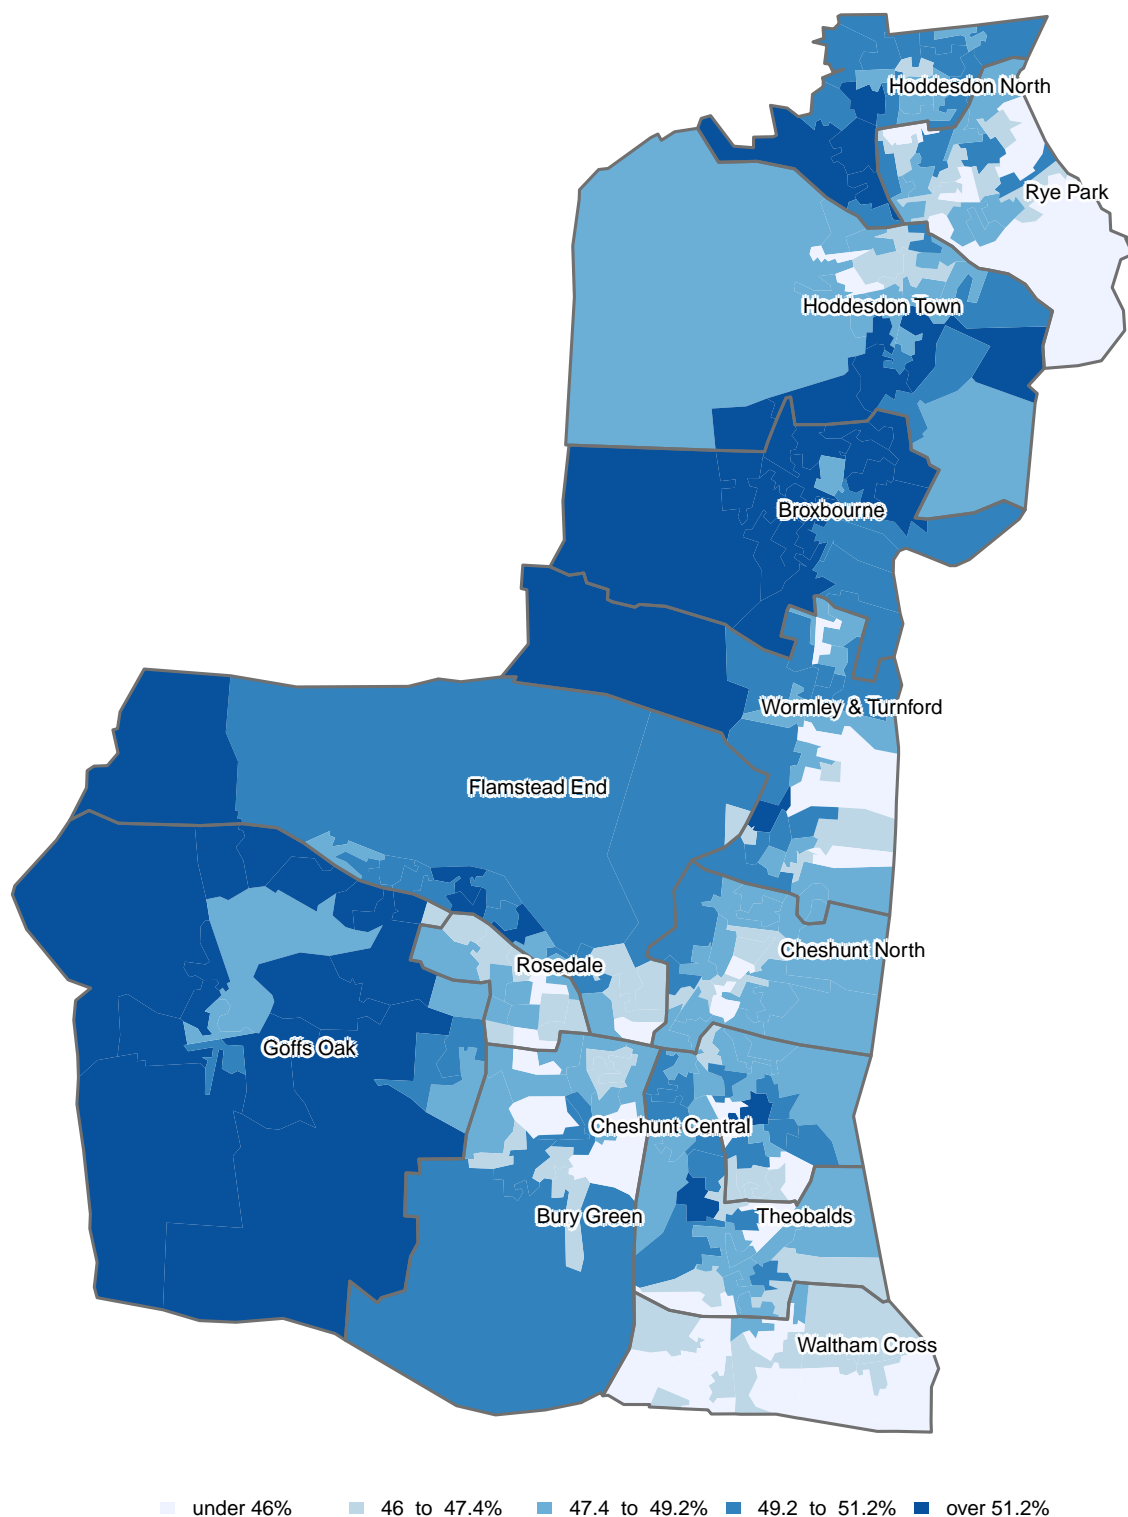 Hoddesdon North
Rye Park
Hoddesdon Town
Broxbourne
Wormley & Turnford
Flamstead End
Cheshunt North
Rosedale
Goffs Oak
Cheshunt Central
Bury Green
Theobalds
Waltham Cross
under 46% 46 to 47.4% 47.4 to 49.2% 49.2 to 51.2% over 51.2%